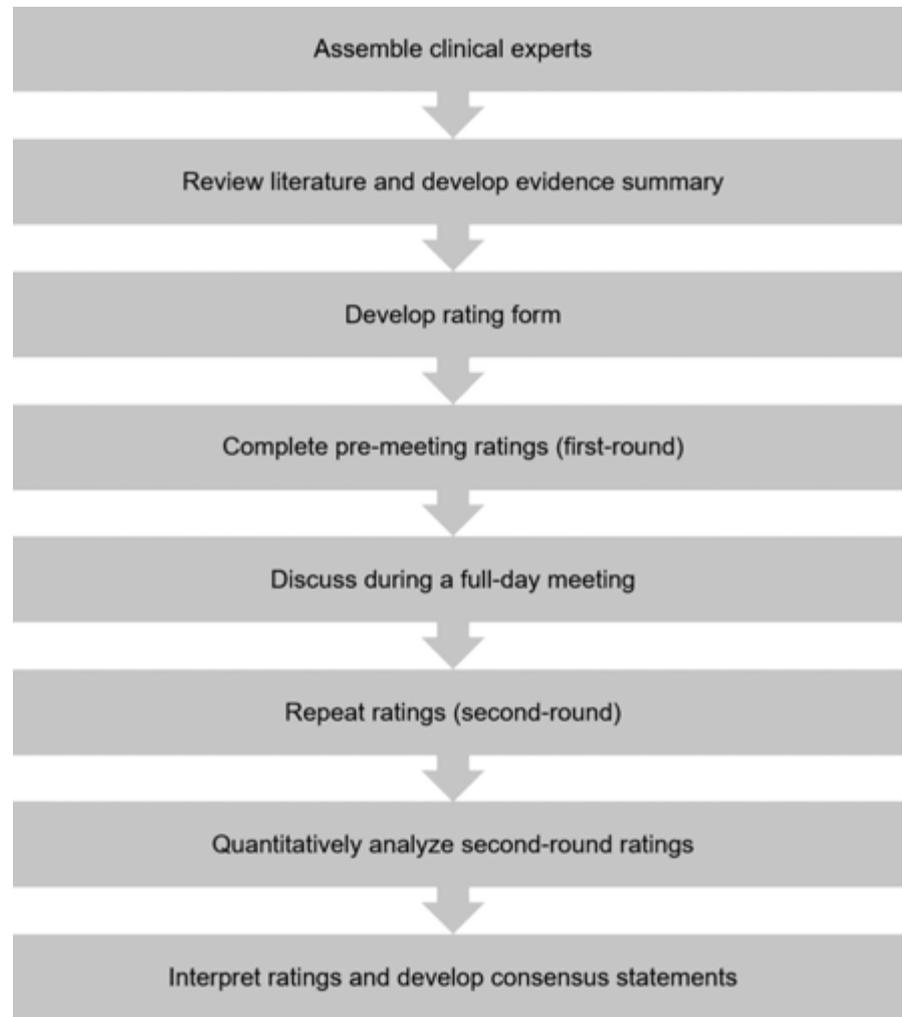 Assemble clinical experts
Review literature and develop evidence summary
Develop rating form
Complete pre-meeting ratings (first-round)
Discuss during a full-day meeting
Repeat ratings (second-round)
Quantitatively analyze second-round ratings
Interpret ratings and develop consensus statements